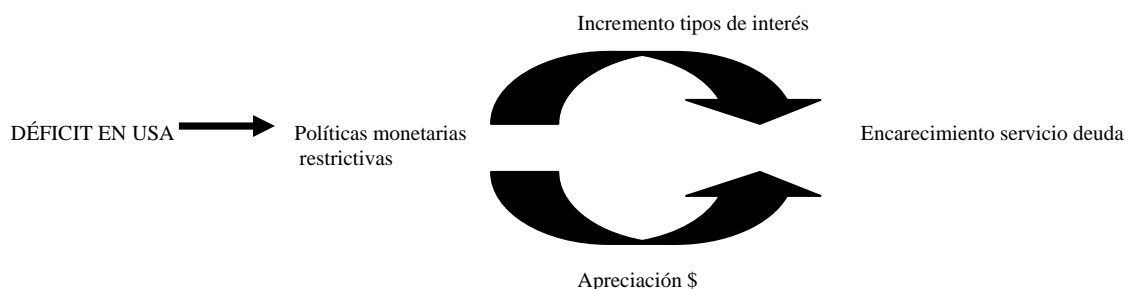 Incremento tipos de interés
DÉFICIT EN USA
Políticas monetarias
restrictivas
Encarecimiento servicio deuda
Apreciación $